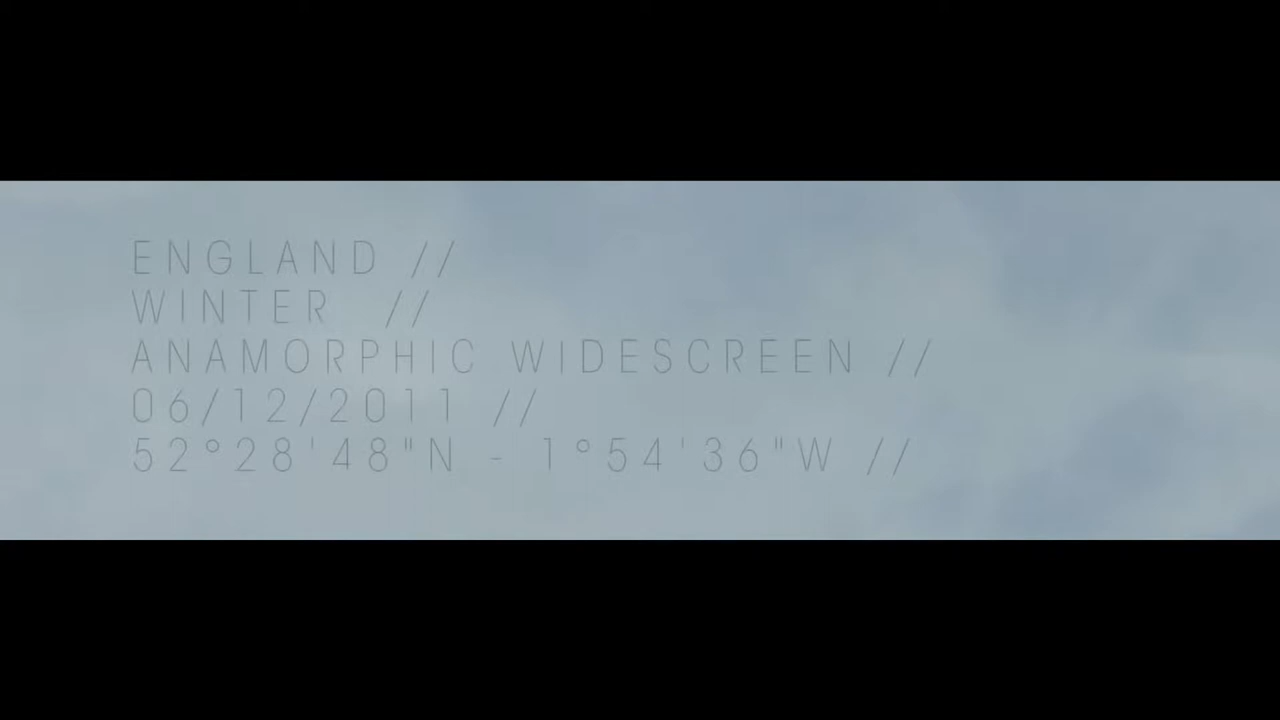 ENGLAND //
WINTER //
ANAMORPHIC WIDESCREEN //
06/12/2011 //
52°28'48"N - 1°54'36"W //